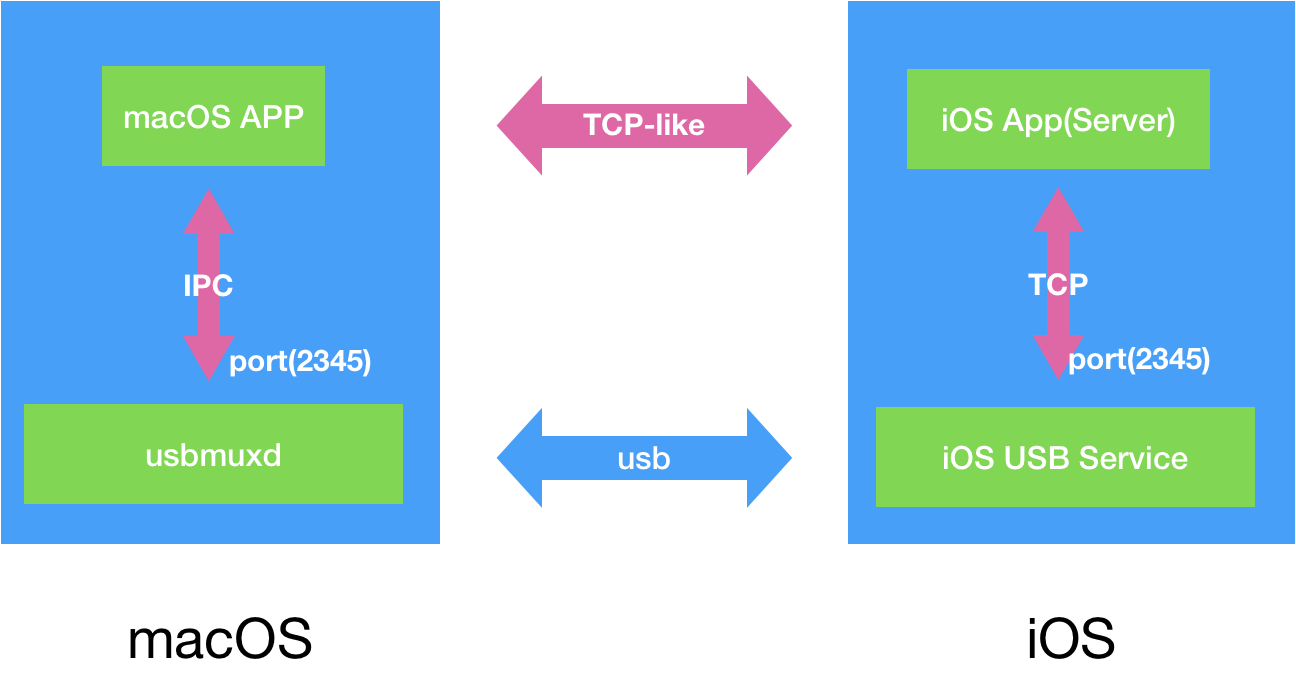 macOS APP
TCP-like
iOS App(Server)
IPC
TCP
port(2345)
port(2345)
usbmuxd
usb
iOS USB Service
macOS
iOS